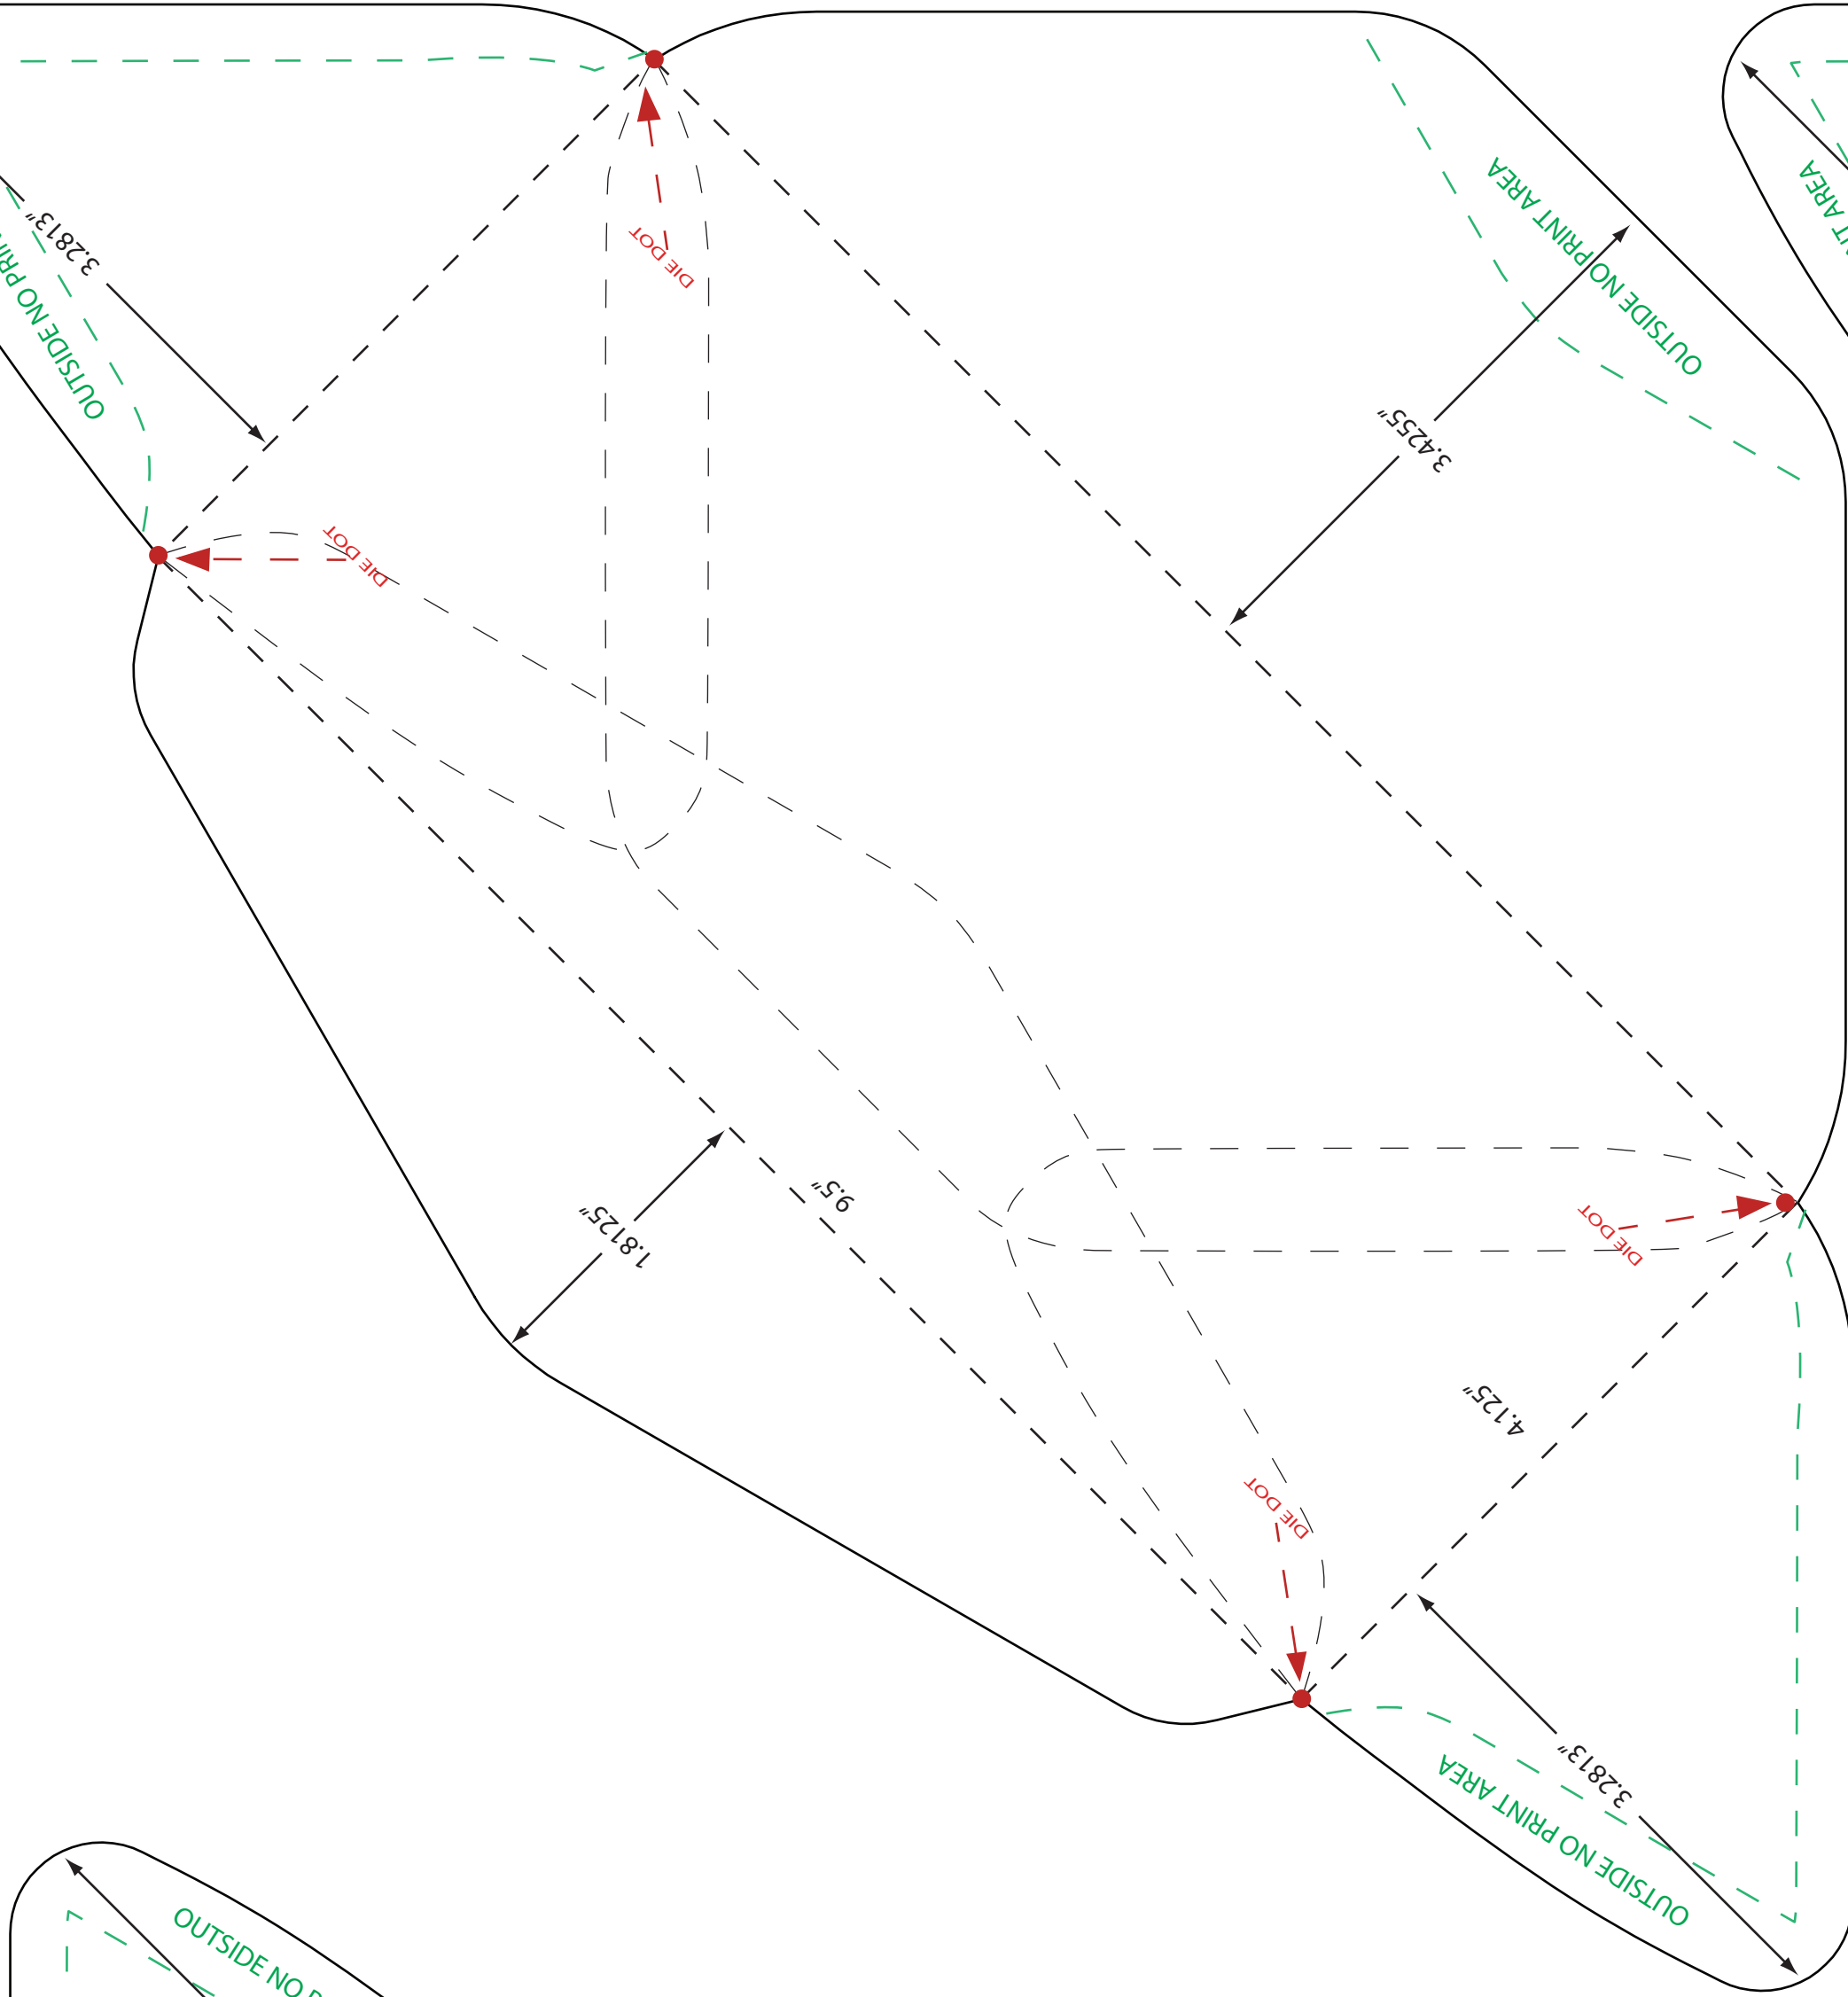 OUTSIDE NO PRINT AREA
3.4255"
AREA
3.2813"
OUTSIDE NO PRI
DIE DOT
DIE DOT
9.5"
1.8125"
DIE DOT
4.125"
DIE DOT
3.2813"
OUTSIDE NO PRINT AREA
OUTSIDE NO